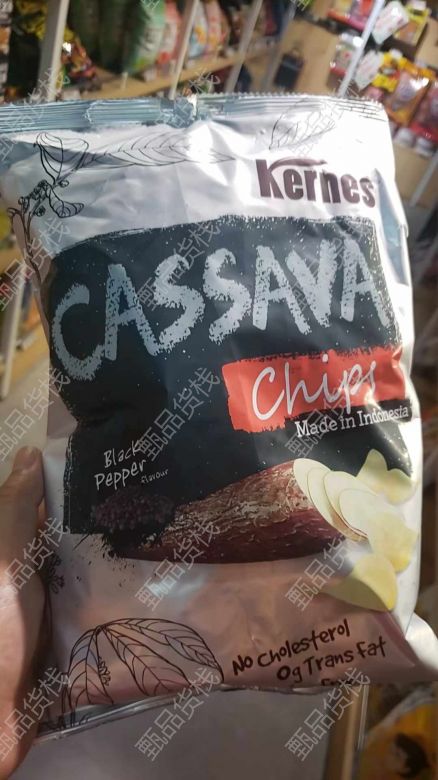 Kernes
CASSAVA
Chips
Made in Indonesia
Black
Pepper
flavour
No Cholesterol
0g Trans Fat
甄品货栈